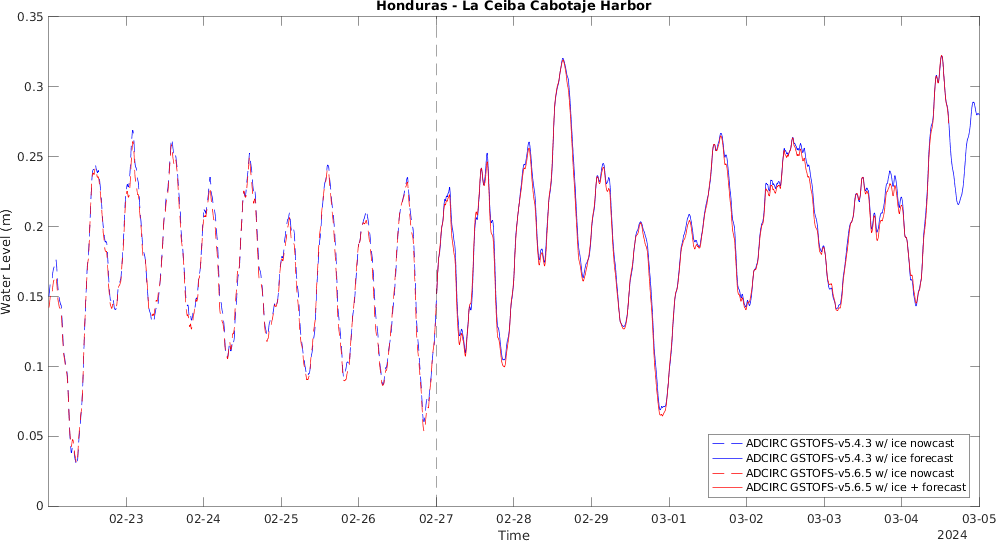 Honduras - La Ceiba Cabotaje Harbor
0.35
0.3
0.25
0.2
0.15
0.1
0.05
0
Water Level (m)
ADCIRC GSTOFS-v5.4.3 w/ ice nowcast
ADCIRC GSTOFS-v5.4.3 w/ ice forecast
ADCIRC GSTOFS-v5.6.5 w/ ice nowcast
ADCIRC GSTOFS-v5.6.5 w/ ice + forecast
02-23 02-24 02-25 02-26 02-27 02-28 02-29 03-01 03-02 03-03 03-04 03-05
Time
2024